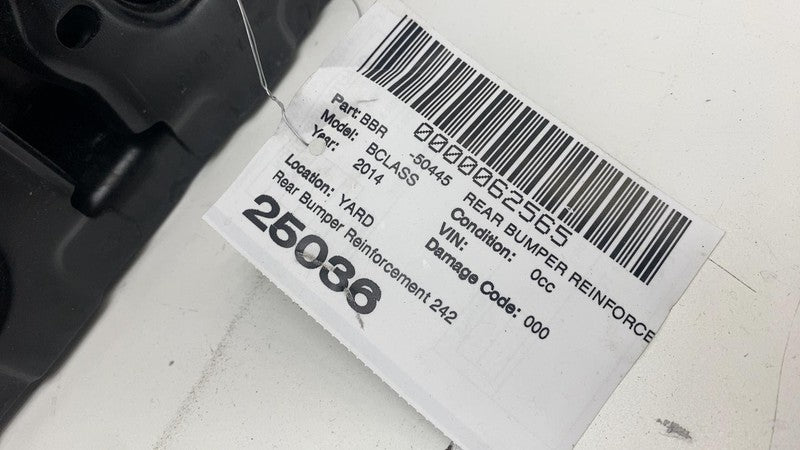 0000062565
Part: BBR -50445 REAR BUMPER REINFORCE
Model: BCLASS Condition: 0cc
Year: 2014 VIN:
Damage Code: 000
Location: YARD
Rear Bumper Reinforcement 242
25036